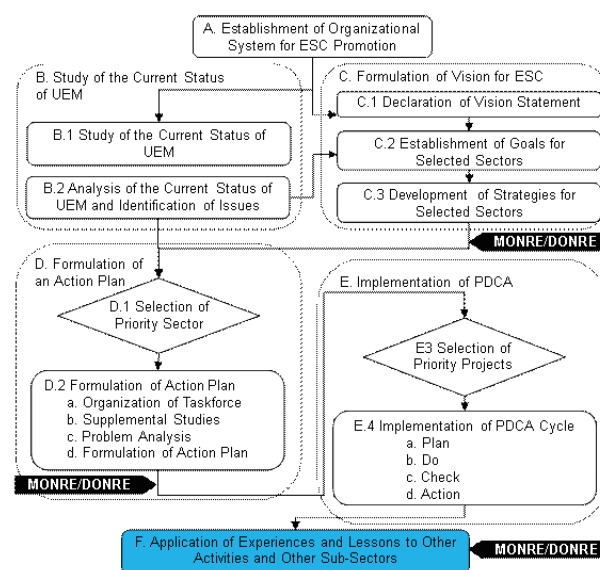 A. Establishment of Organizational
System for ESC Promotion
B. Study of the Current Status
of UEM
B.1 Study of the Current Status of
UEM
B.2 Analysis of the Current Status of
UEM and Identification of Issues
C. Formulation of Vision for ESC
C.1 Declaration of Vision Statement
C.2 Establishment of Goals for
Selected Sectors
C.3 Development of Strategies for
Selected Sectors
MONRE/DONRE
D. Formulation of
an Action Plan
D.1 Selection of
Priority Sector
D.2 Formulation of Action Plan
a. Organization of Taskforce
b. Supplemental Studies
c. Problem Analysis
d. Formulation of Action Plan
MONRE/DONRE
E. Implementation of PDCA
E3 Selection of
Priority Projects
E.4 Implementation of PDCA Cycle
a. Plan
b. Do
c. Check
d. Action
F. Application of Experiences and Lessons to Other
Activities and Other Sub-Sectors
MONRE/DONRE